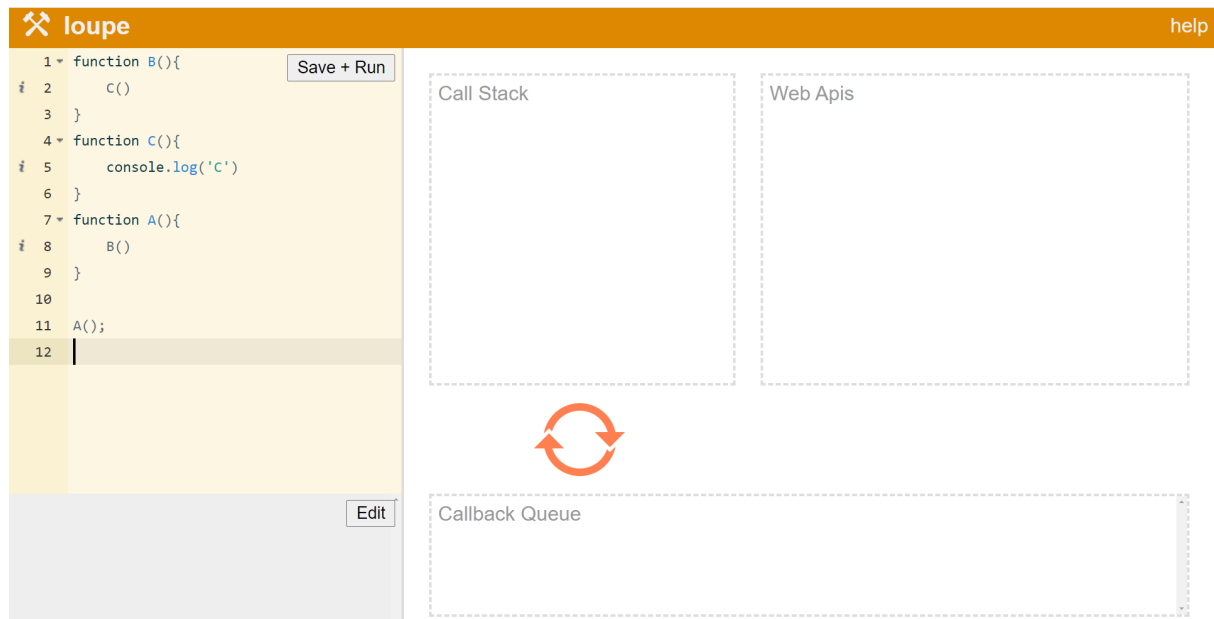 loupe
help
1 function B(){
Save + Run
i 2 C()
3 }
4 function C(){
i 5 console.log('C')
6 }
7 function A(){
i 8 B()
9 }
10
11 A();
12
Edit
Call Stack
Web Apis
Callback Queue